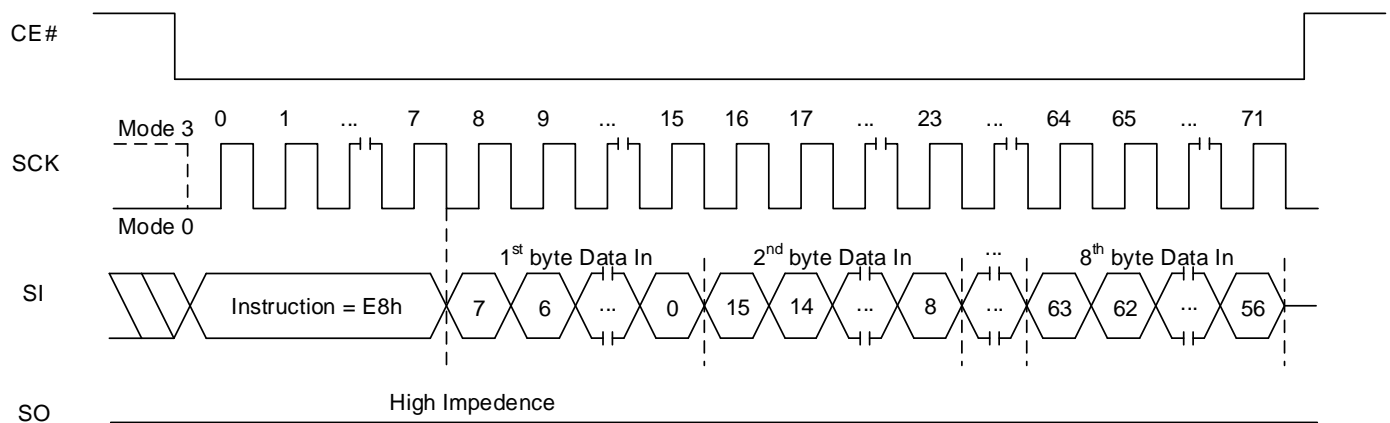 CE#
0 1 ... 7 8 9 ... 15 16 17 ... 23 ... 64 65 ... 71
Mode 3
SCK
Mode 0
1st byte Data In 2nd byte Data In ... 8th byte Data In
SI Instruction = E8h 7 6 ... 0 15 14 ... 8 ... 63 62 ... 56
High Impedence
SO